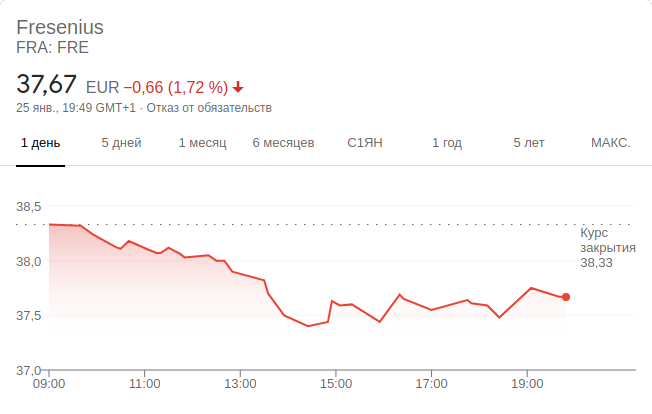 Fresenius
FRA: FRE
37,67 EUR −0,66 (1,72 %)
25 янв., 19:49 GMT+1 · Отказ от обязательств
1 день 5 дней 1 месяц 6 месяцев С1ЯН 1 год 5 лет МАКС.
38,5
Курс
закрытия
38,33
38,0
37,5
37,0
09:00 11:00 13:00 15:00 17:00 19:00